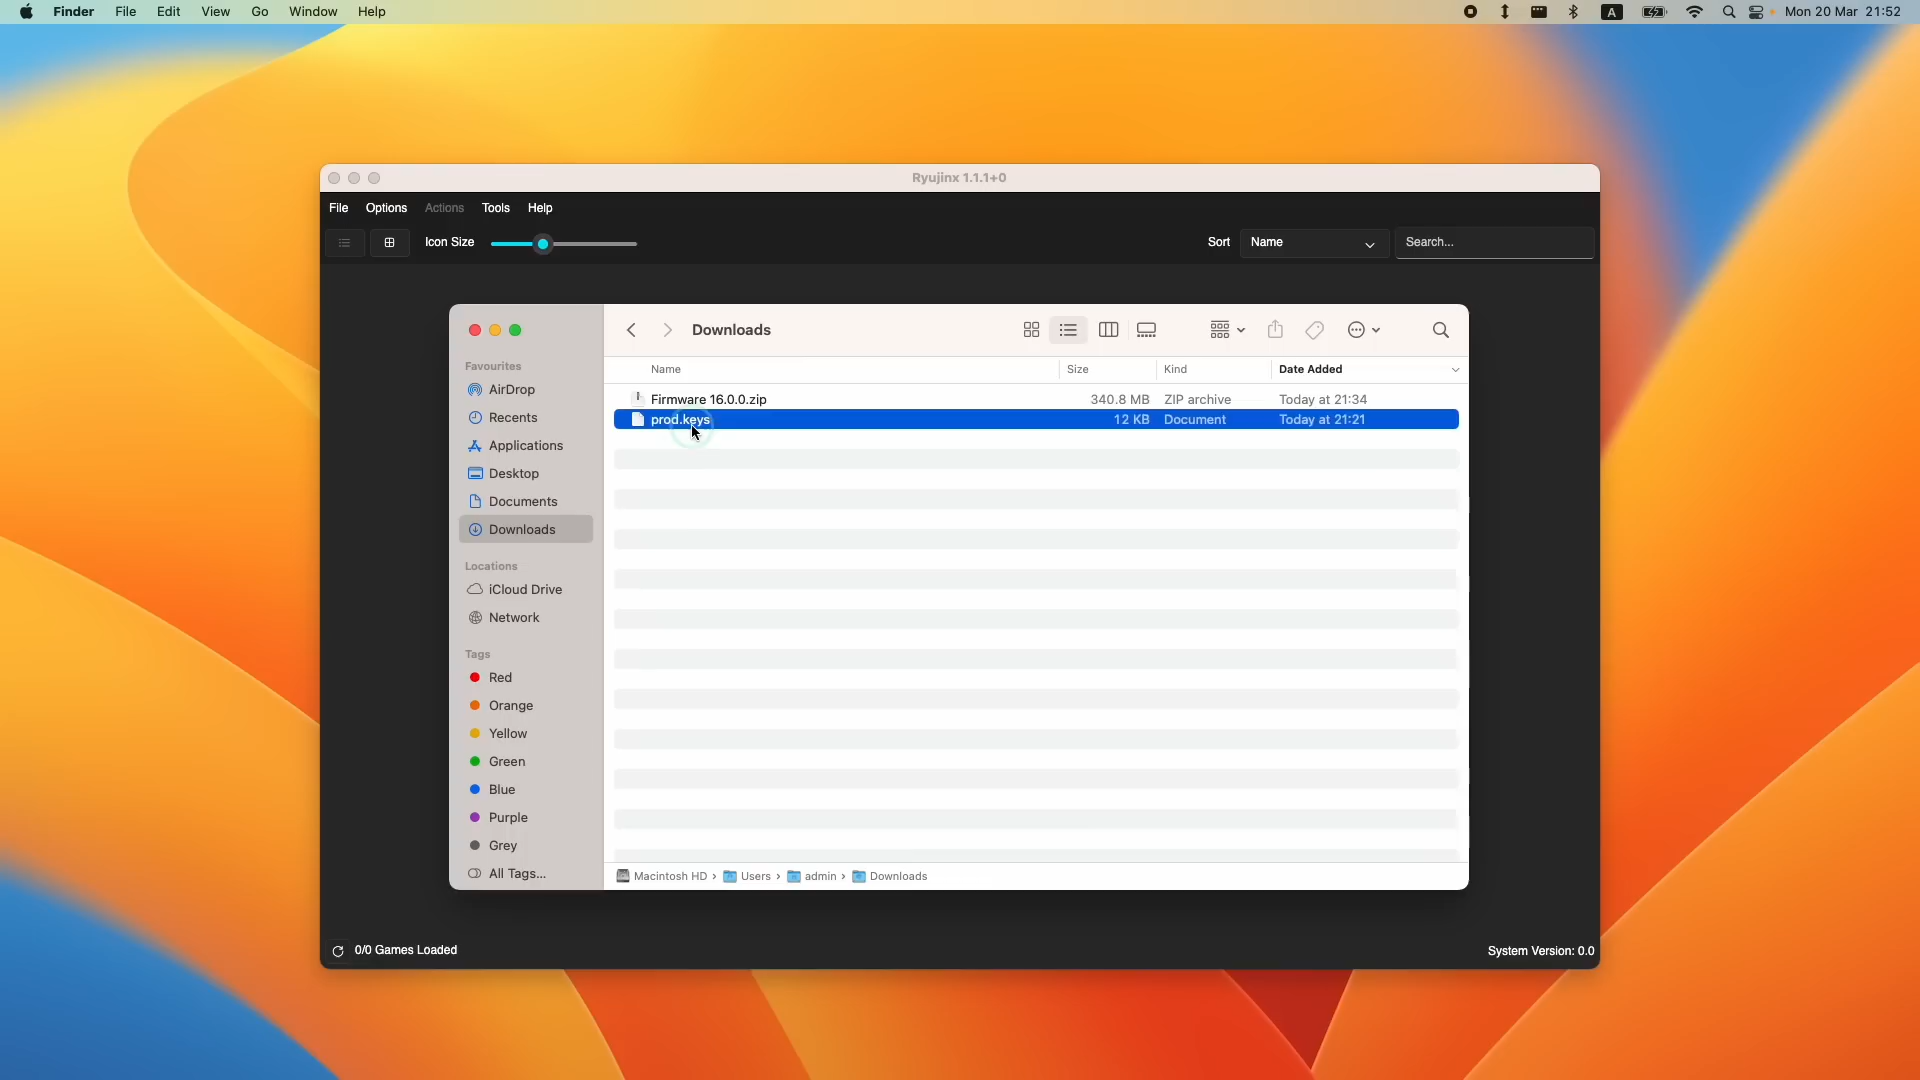 Finder File Edit View Go Window Help A Mon 20 Mar 21:52
Ryujinx 1.1.1+0
File Options Actions Tools Help
Icon Size Sort Name Search...
Downloads
Favourites
AirDrop
Recents
Applications
Desktop
Documents
Downloads
Locations
iCloud Drive
Network
Tags
Red
Orange
Yellow
Green
Blue
Purple
Grey
All Tags...
Name Size Kind Date Added
Firmware 16.0.0.zip 340.8 MB ZIP archive Today at 21:34
prod.keys 12 KB Document Today at 21:21
Macintosh HD › Users › admin › Downloads
0/0 Games Loaded System Version: 0.0